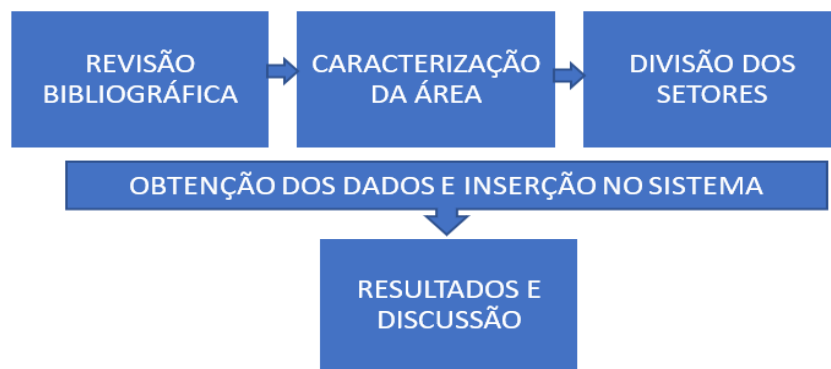 REVISÃO
BIBLIOGRÁFICA
CARACTERIZAÇÃO
DA ÁREA
DIVISÃO DOS
SETORES
OBTENÇÃO DOS DADOS E INSERÇÃO NO SISTEMA
RESULTADOS E
DISCUSSÃO